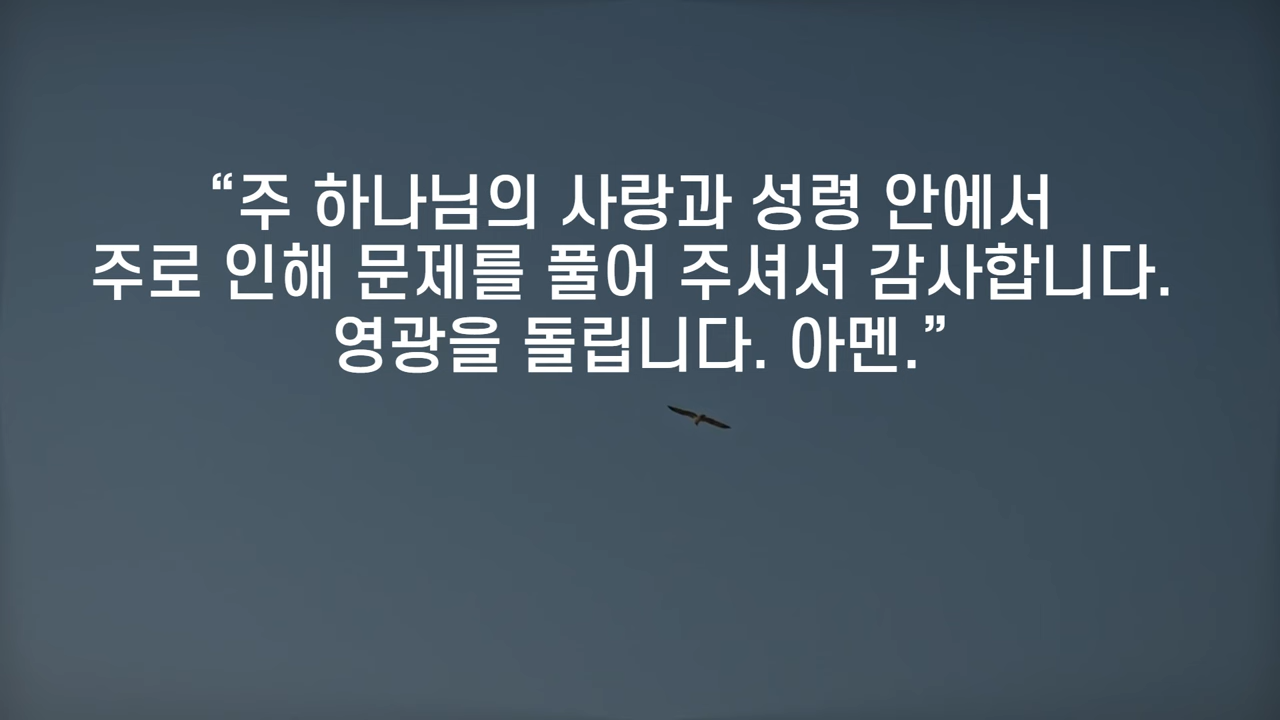 “주 하나님의 사랑과 성령 안에서
주로 인해 문제를 풀어 주셔서 감사합니다.
영광을 돌립니다. 아멘.”